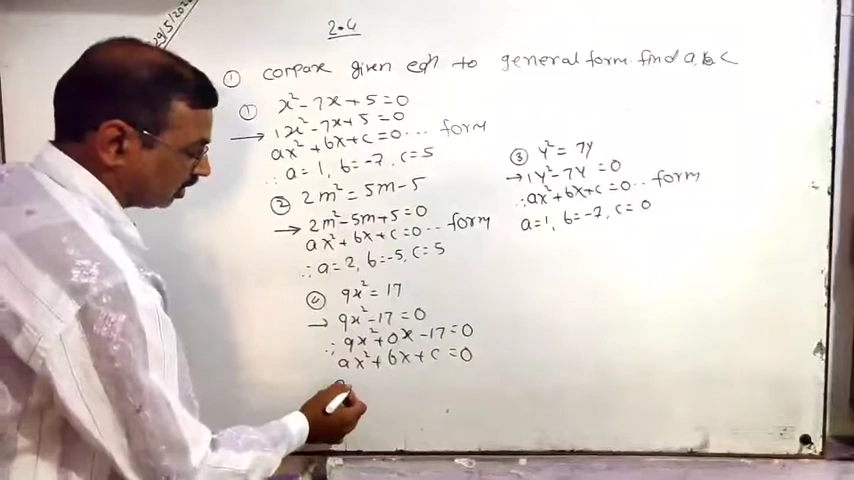 29/5/202
2.4
① compare given eqn to general form. find a, b, c
① x² - 7x + 5 = 0
→ 1x² - 7x + 5 = 0
ax² + bx + c = 0 ... form
∴ a = 1, b = -7, c = 5
② 2m² = 5m - 5
→ 2m² - 5m + 5 = 0
ax² + bx + c = 0 ... form
∴ a = 2, b = -5, c = 5
③ y² = 7y
→ 1y² - 7y = 0
∴ ax² + bx + c = 0 ... form
a = 1, b = -7, c = 0
④ 9x² = 17
→ 9x² - 17 = 0
∴ 9x² + 0x - 17 = 0
ax² + bx + c = 0
a